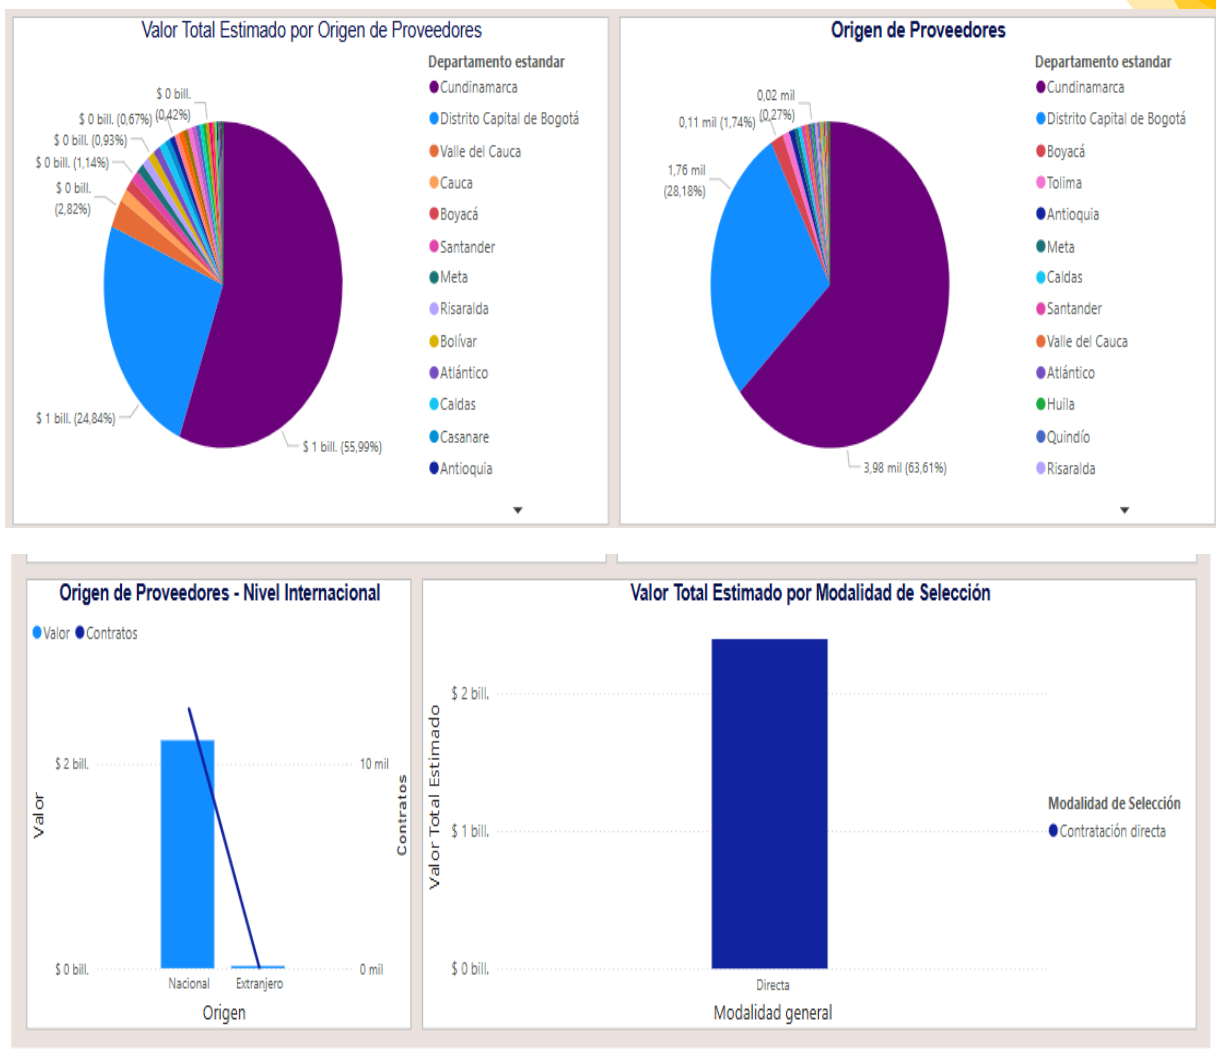 Valor Total Estimado por Origen de Proveedores
$ 0 bill.
(0,42%)
$ 0 bill. (0,67%)
$ 0 bill. (0,93%)
$ 0 bill. (1,14%)
$ 0 bill.
(2,82%)
$ 1 bill. (24,84%)
$ 1 bill. (55,99%)
Departamento estandar
Cundinamarca
Distrito Capital de Bogotá
Valle del Cauca
Cauca
Boyacá
Santander
Meta
Risaralda
Bolívar
Atlántico
Caldas
Casanare
Antioquia
Origen de Proveedores
0,02 mil
(0,27%)
0,11 mil (1,74%)
1,76 mil
(28,18%)
3,98 mil (63,61%)
Departamento estandar
Cundinamarca
Distrito Capital de Bogotá
Boyacá
Tolima
Antioquia
Meta
Caldas
Santander
Valle del Cauca
Atlántico
Huila
Quindío
Risaralda
Origen de Proveedores - Nivel Internacional
Valor Contratos
$ 2 bill.
10 mil
Valor
Contratos
$ 0 bill.
0 mil
Nacional Extranjero
Origen
Valor Total Estimado por Modalidad de Selección
$ 2 bill.
Valor Total Estimado
$ 1 bill.
$ 0 bill.
Directa
Modalidad general
Modalidad de Selección
Contratación directa